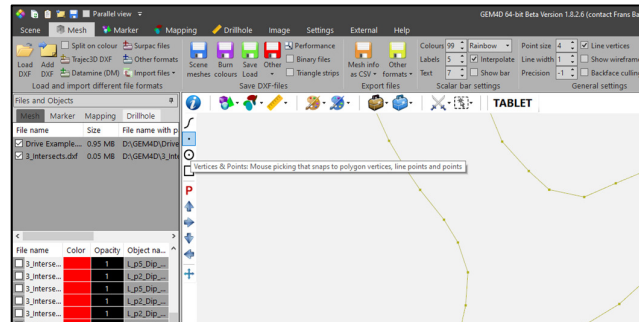 Parallel view
GEM4D 64-bit Beta Version 1.8.2.6 (contact Frans Ba
Scene Mesh Marker Mapping Drillhole Image Settings External Help
Split on colour Surpac files Performance Colours 99 Rainbow Point size 4 Line vertices
Load Add Trajec3D DXF Other formats Scene Burn Save Other Binary files Mesh info Other Labels 5 Interpolate Line width 1 Show wirefram
DXF DXF Datamine (DM) Import files meshes colours Load Triangle strips as CSV formats Text 7 Show bar Precision -1 Backface culling
Load and import different file formats Save DXF-files Export files Scalar bar settings General settings
Files and Objects
Mesh Marker Mapping Drillhole TABLET
File name Size File name with p
Drive Example.... 0.95 MB D:\GEM4D\Drive
3_Intersects.dxf 0.05 MB D:\GEM4D\3_Int
Vertices & Points: Mouse picking that snaps to polygon vertices, line points and points
P
File name Color Opacity Object na...
3_Interse... 1 L_p5_Dip_...
3_Interse... 1 L_p2_Dip_...
3_Interse... 1 L_p2_Dip_...
3_Interse... 1 L_p2_Dip_...
3_Interse... 1 L_p2_Dip_...